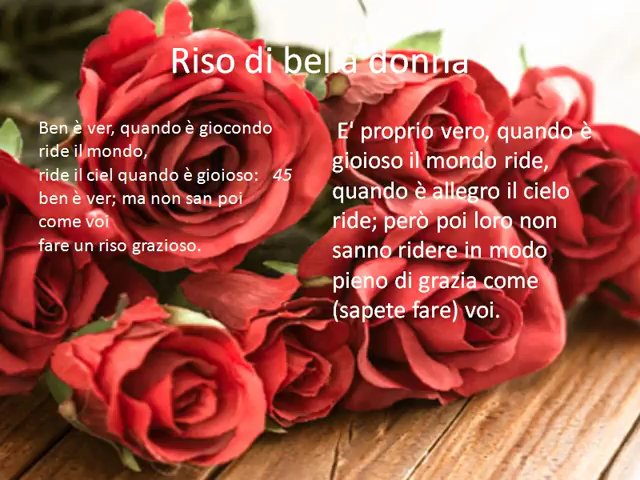 Riso di bella donna
Ben è ver, quando è giocondo
ride il mondo,
ride il ciel quando è gioioso: 45
ben è ver; ma non san poi
come voi
fare un riso grazioso.
E' proprio vero, quando è
gioioso il mondo ride,
quando è allegro il cielo
ride; però poi loro non
sanno ridere in modo
pieno di grazia come
(sapete fare) voi.